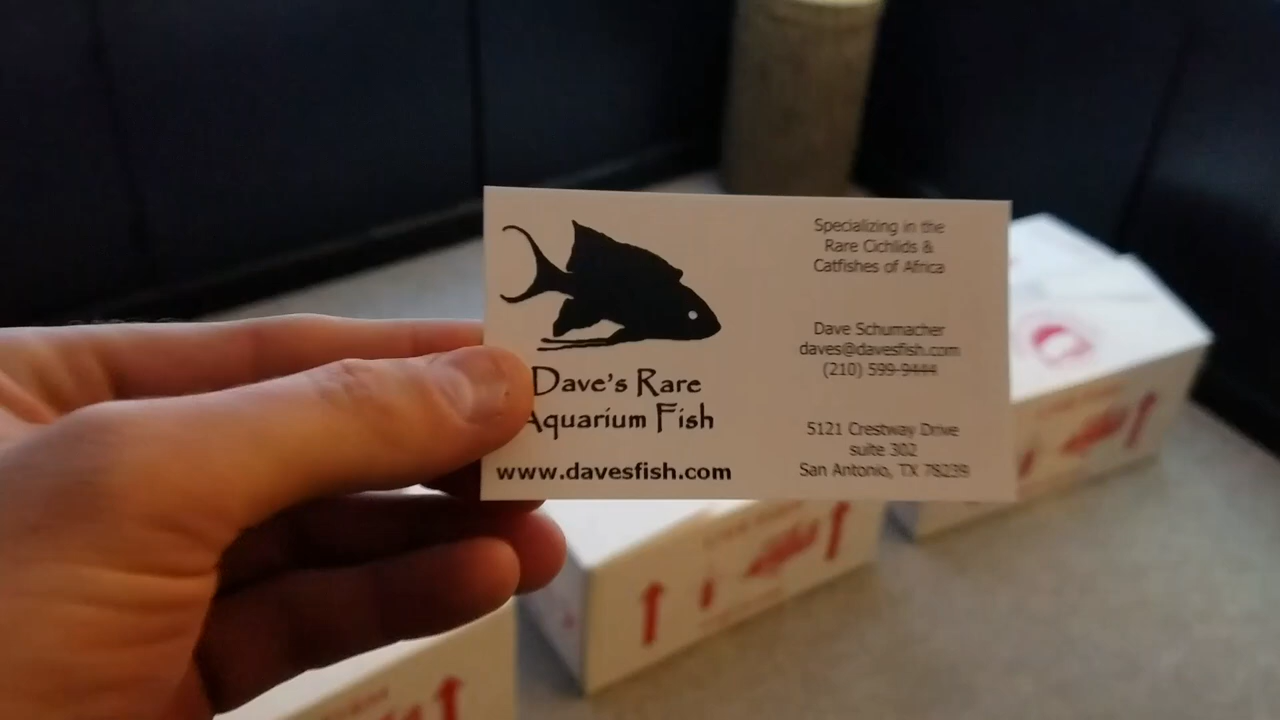 Dave's Rare
Aquarium Fish
www.davesfish.com
Specializing in the
Rare Cichlids &
Catfishes of Africa
Dave Schumacher
daves@davesfish.com
(210) 599-9444
5121 Crestway Drive
suite 302
San Antonio, TX 78239